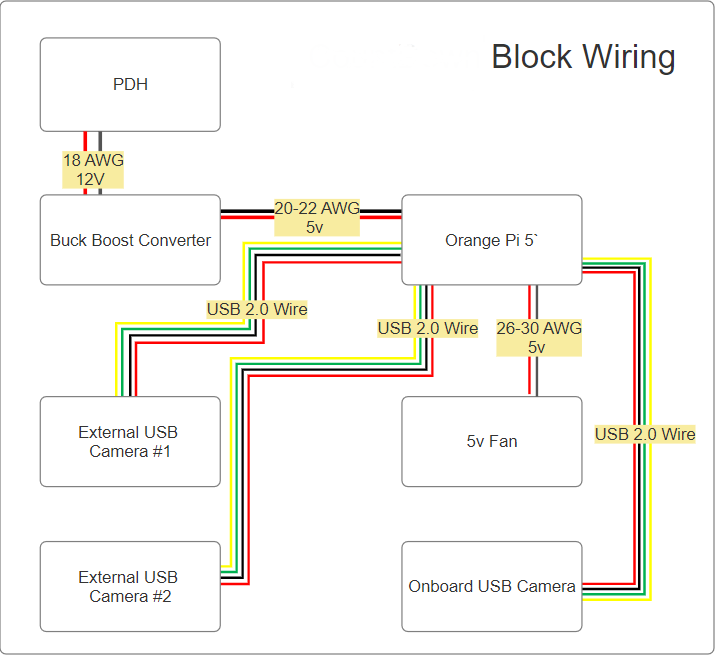 Block Wiring
PDH
18 AWG
12V
Buck Boost Converter
20-22 AWG
5v
Orange Pi 5`
USB 2.0 Wire
USB 2.0 Wire
26-30 AWG
5v
External USB
Camera #1
5v Fan
USB 2.0 Wire
External USB
Camera #2
Onboard USB Camera